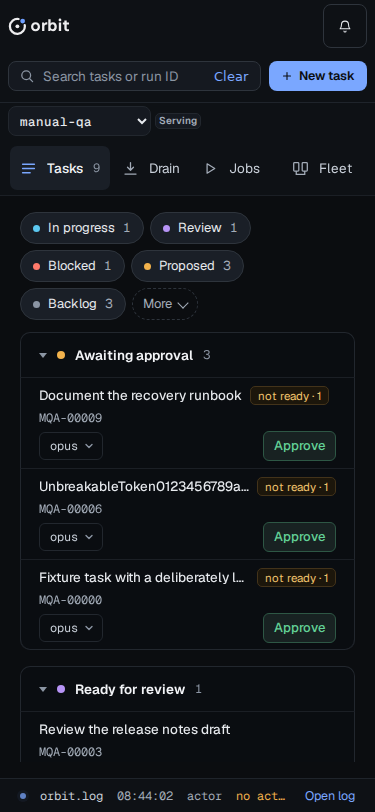 orbit
Search tasks or run ID Clear + New task
manual-qa Serving
Tasks 9 Drain Jobs Fleet
In progress 1 Review 1
Blocked 1 Proposed 3
Backlog 3 More
Awaiting approval 3
Document the recovery runbook not ready · 1
MQA-00009
opus Approve
UnbreakableToken0123456789a… not ready · 1
MQA-00006
opus Approve
Fixture task with a deliberately l… not ready · 1
MQA-00000
opus Approve
Ready for review 1
Review the release notes draft
MQA-00003
orbit.log 08:44:02 actor no act… Open log